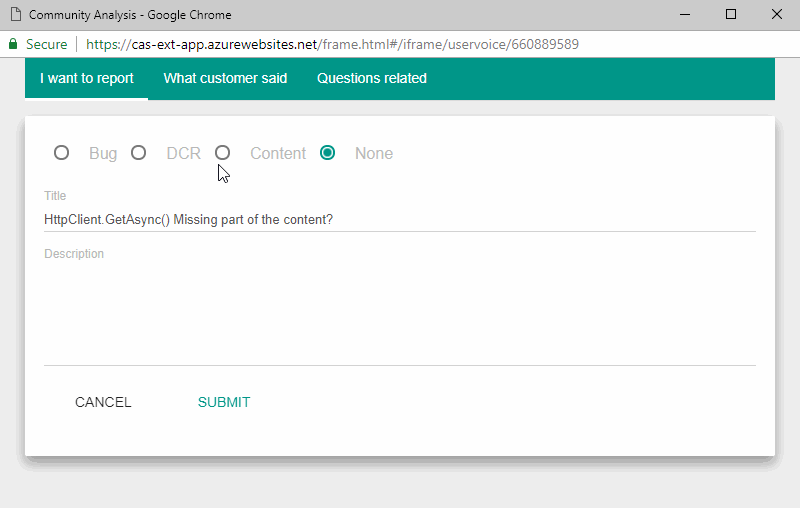 Community Analysis - Google Chrome
Secure https://cas-ext-app.azurewebsites.net/frame.html#/iframe/uservoice/660889589
I want to report What customer said Questions related
Bug DCR Content None
Title
HttpClient.GetAsync() Missing part of the content?
Description
CANCEL SUBMIT